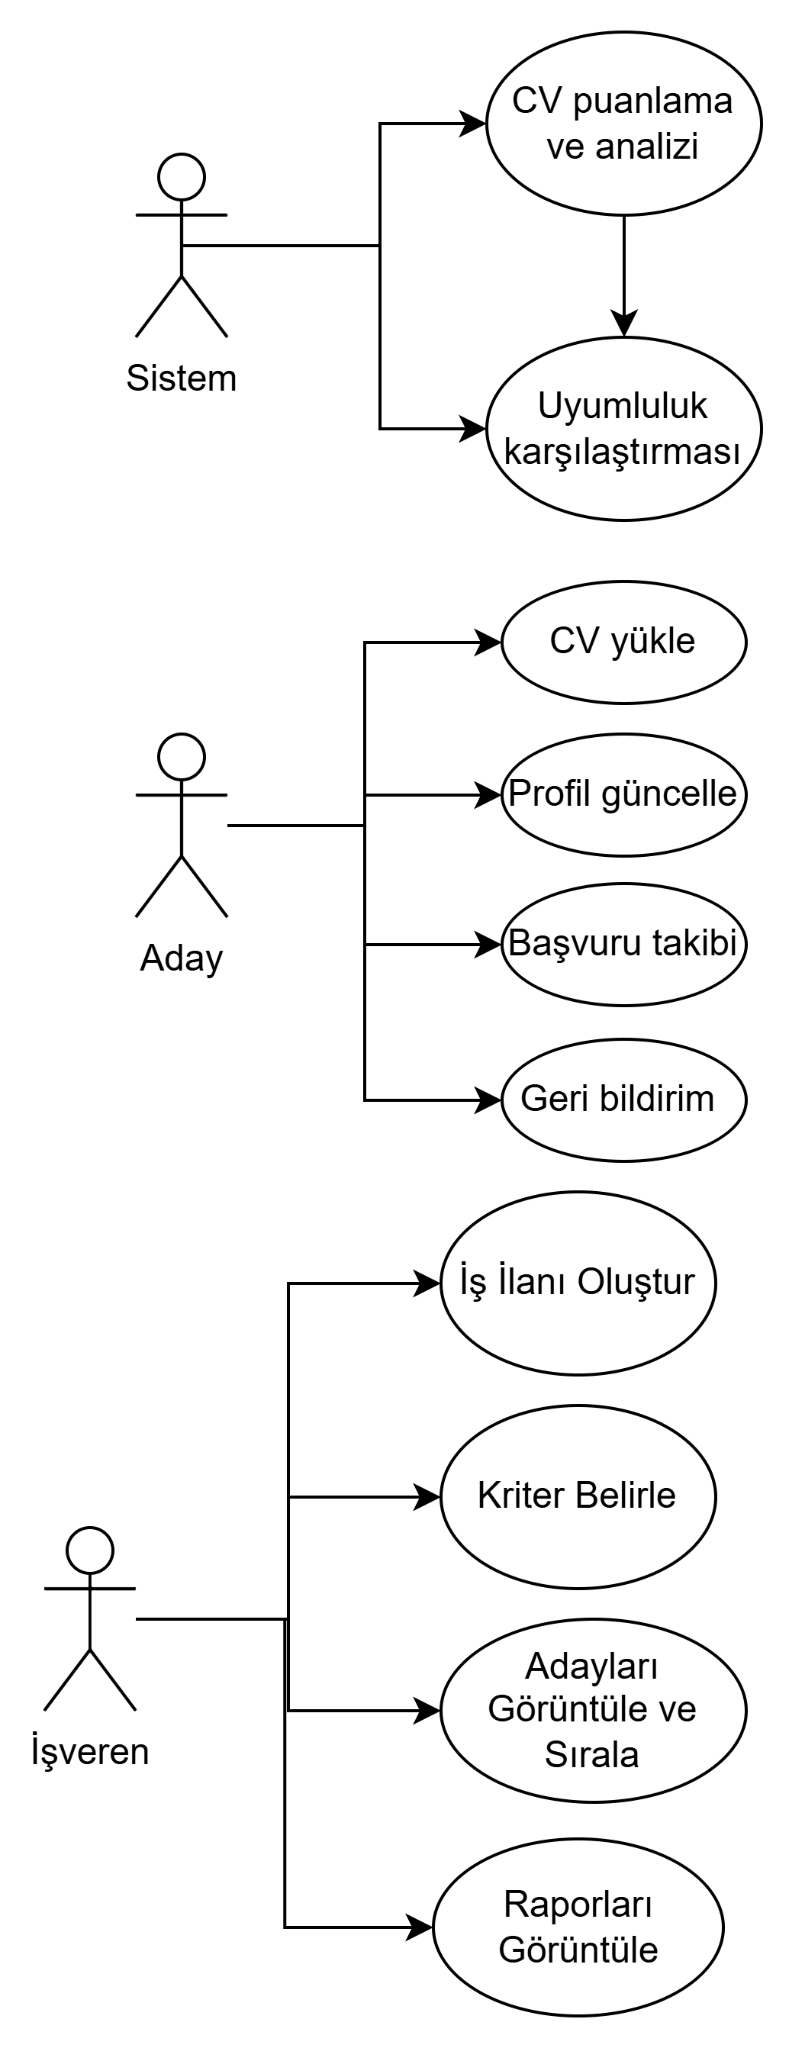 CV puanlama
ve analizi
Sistem
Uyumluluk
karşılaştırması
CV yükle
Profil güncelle
Aday
Başvuru takibi
Geri bildirim
İş İlanı Oluştur
Kriter Belirle
İşveren
Adayları
Görüntüle ve
Sırala
Raporları
Görüntüle